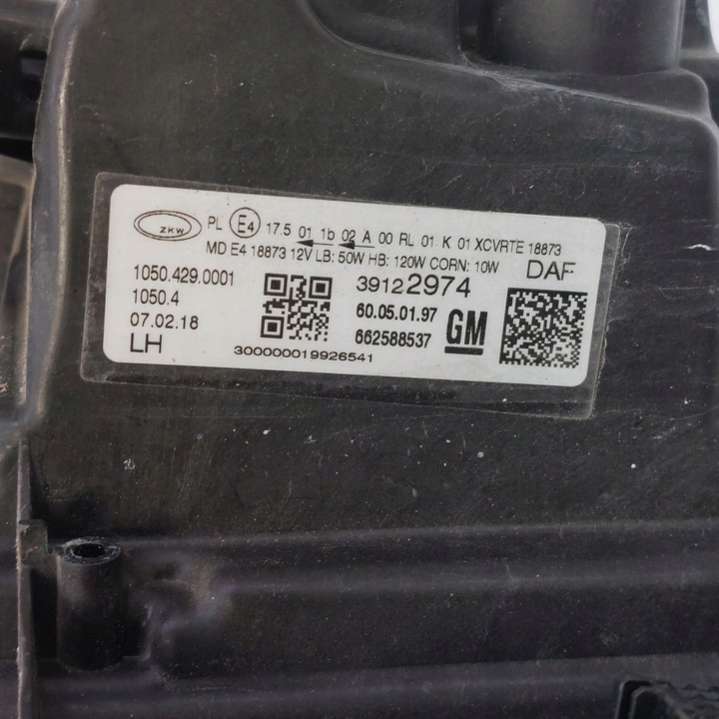 ZKW PL E4 17.5 01 1b 02 A 00 RL 01 K 01 XCVRTE 18873
MD E4 18873 12V LB: 50W HB: 120W CORN: 10W DAF
1050.429.0001 39122974
1050.4 60.05.01.97
07.02.18 662588537 GM
LH 300000019926541